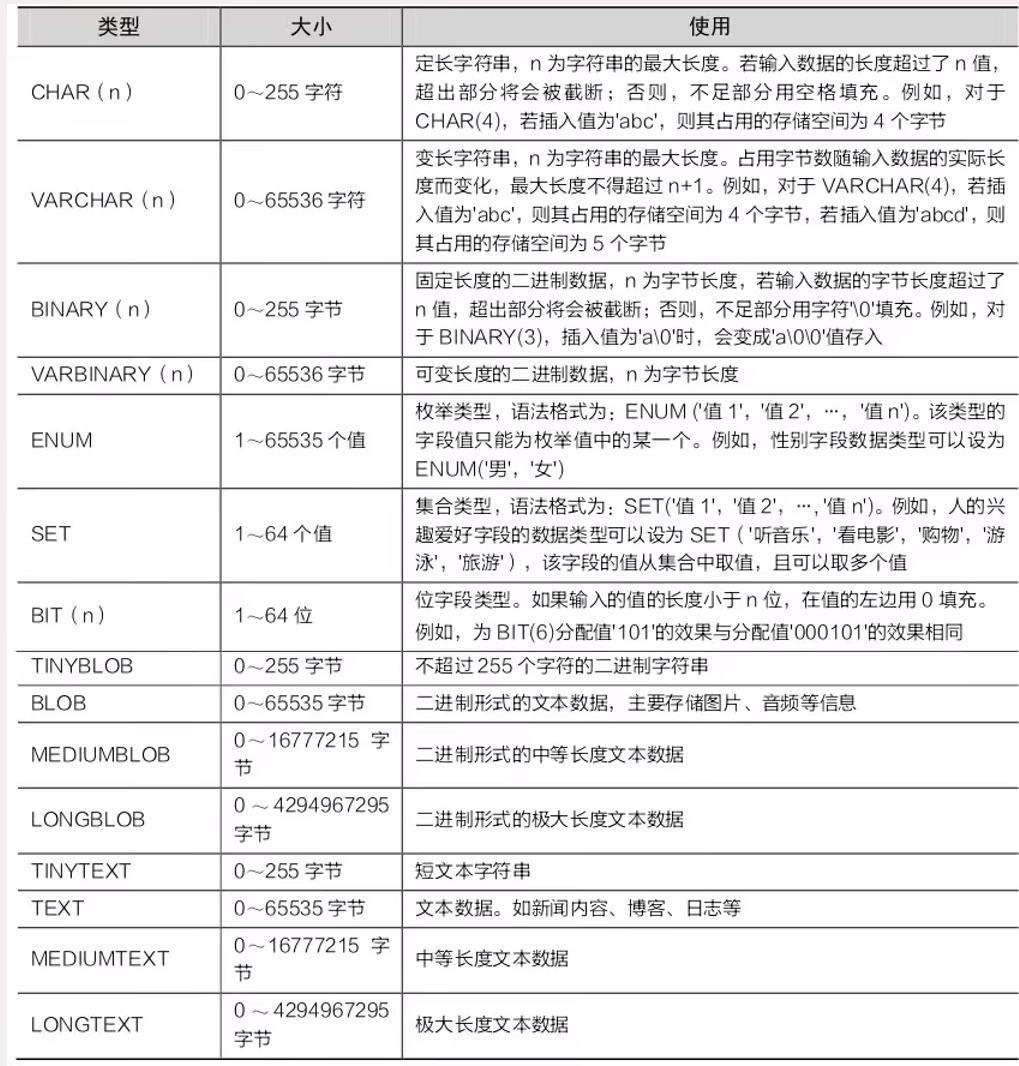 类型 大小 使用
CHAR（n） 0～255 字符 定长字符串，n 为字符串的最大长度。若输入数据的长度超过了 n 值，
超出部分将会被截断；否则，不足部分用空格填充。例如，对于
CHAR(4)，若插入值为'abc'，则其占用的存储空间为 4 个字节
VARCHAR（n） 0～65536 字符 变长字符串，n 为字符串的最大长度。占用字节数随输入数据的实际长
度而变化，最大长度不得超过 n+1。例如，对于 VARCHAR(4)，若插
入值为'abc'，则其占用的存储空间为 4 个字节，若插入值为'abcd'，则
其占用的存储空间为 5 个字节
BINARY（n） 0～255 字节 固定长度的二进制数据，n 为字节长度，若输入数据的字节长度超过了
n 值，超出部分将会被截断；否则，不足部分用字符'\0'填充。例如，对
于 BINARY(3)，插入值为'a\0'时，会变成'a\0\0'值存入
VARBINARY（n） 0～65536 字节 可变长度的二进制数据，n 为字节长度
ENUM 1～65535 个值 枚举类型，语法格式为：ENUM ('值 1'，'值 2'，…，'值 n')。该类型的
字段值只能为枚举值中的某一个。例如，性别字段数据类型可以设为
ENUM('男'，'女')
SET 1～64 个值 集合类型，语法格式为：SET('值 1'，'值 2'，…，'值 n')。例如，人的兴
趣爱好字段的数据类型可以设为 SET（'听音乐'，'看电影'，'购物'，'游
泳'，'旅游'），该字段的值从集合中取值，且可以取多个值
BIT（n） 1～64 位 位字段类型。如果输入的值的长度小于 n 位，在值的左边用 0 填充。
例如，为 BIT(6)分配值'101'的效果与分配值'000101'的效果相同
TINYBLOB 0～255 字节 不超过 255 个字符的二进制字符串
BLOB 0～65535 字节 二进制形式的文本数据，主要存储图片、音频等信息
MEDIUMBLOB 0～16777215 字
节 二进制形式的中等长度文本数据
LONGBLOB 0～4294967295
字节 二进制形式的极大长度文本数据
TINYTEXT 0～255 字节 短文本字符串
TEXT 0～65535 字节 文本数据。如新闻内容、博客、日志等
MEDIUMTEXT 0～16777215 字
节 中等长度文本数据
LONGTEXT 0～4294967295
字节 极大长度文本数据